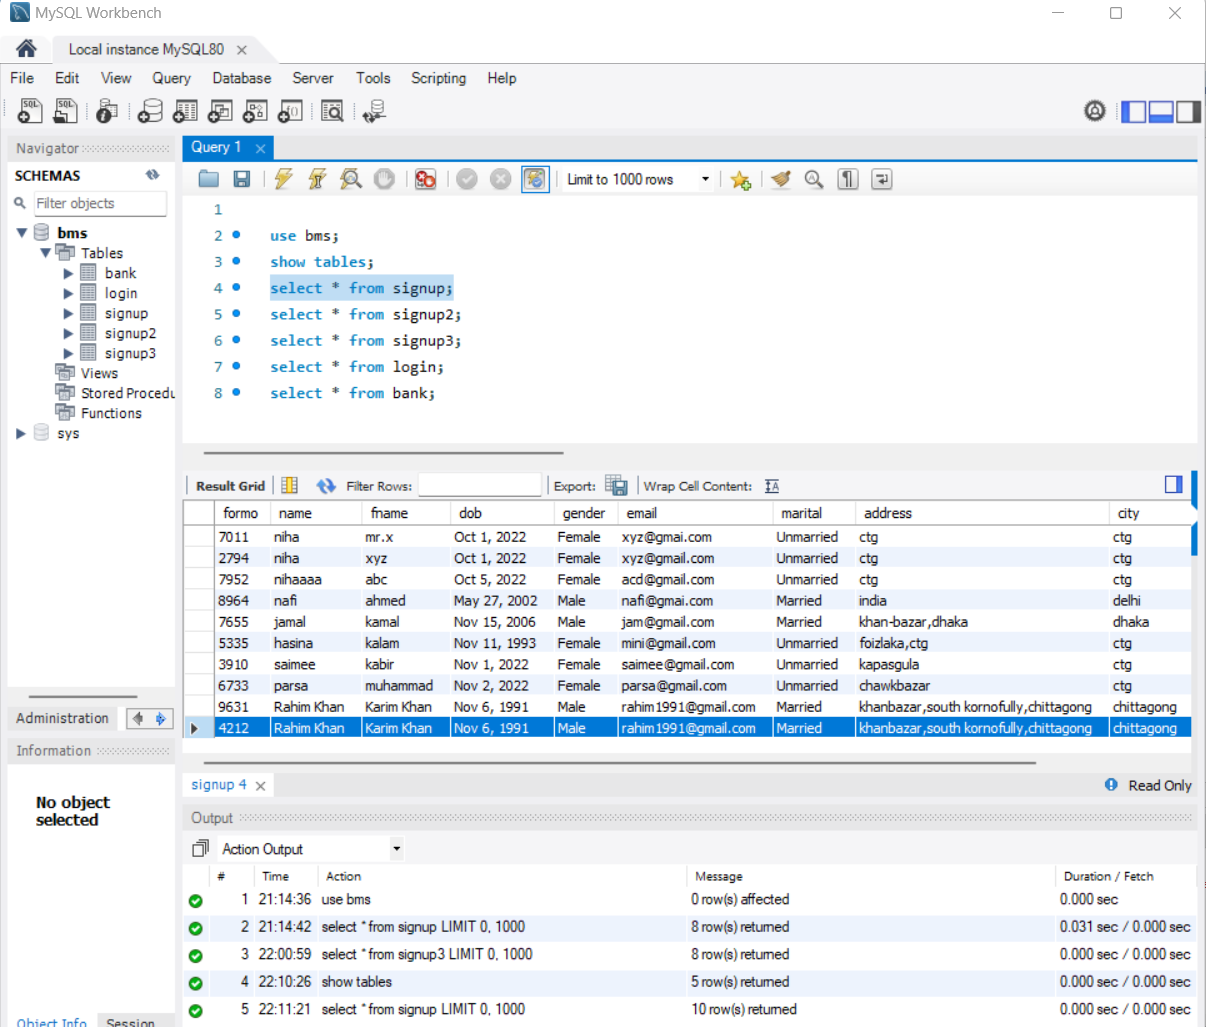 MySQL Workbench
Local instance MySQL80
File Edit View Query Database Server Tools Scripting Help
Navigator
SCHEMAS
Filter objects
bms
Tables
bank
login
signup
signup2
signup3
Views
Stored Procedu
Functions
sys
Administration
Information
No object
selected
Object Info Session
Query 1
Limit to 1000 rows
1
2 use bms;
3 show tables;
4 select * from signup;
5 select * from signup2;
6 select * from signup3;
7 select * from login;
8 select * from bank;
Result Grid Filter Rows: Export: Wrap Cell Content:
formo name fname dob gender email marital address city
7011 niha mr.x Oct 1, 2022 Female xyz@gmai.com Unmarried ctg ctg
2794 niha xyz Oct 1, 2022 Female xyz@gmail.com Unmarried ctg ctg
7952 nihaaaa abc Oct 5, 2022 Female acd@gmail.com Unmarried ctg ctg
8964 nafi ahmed May 27, 2002 Male nafi@gmai.com Married india delhi
7655 jamal kamal Nov 15, 2006 Male jam@gmail.com Married khan-bazar,dhaka dhaka
5335 hasina kalam Nov 11, 1993 Female mini@gmail.com Unmarried foizlaka,ctg ctg
3910 saimee kabir Nov 1, 2022 Female saimee@gmail.com Unmarried kapasgula ctg
6733 parsa muhammad Nov 2, 2022 Female parsa@gmail.com Unmarried chawkbazar ctg
9631 Rahim Khan Karim Khan Nov 6, 1991 Male rahim1991@gmail.com Married khanbazar,south kornofully,chittagong chittagong
4212 Rahim Khan Karim Khan Nov 6, 1991 Male rahim1991@gmail.com Married khanbazar,south kornofully,chittagong chittagong
signup 4 Read Only
Output
Action Output
# Time Action Message Duration / Fetch
1 21:14:36 use bms 0 row(s) affected 0.000 sec
2 21:14:42 select * from signup LIMIT 0, 1000 8 row(s) returned 0.031 sec / 0.000 sec
3 22:00:59 select * from signup3 LIMIT 0, 1000 8 row(s) returned 0.000 sec / 0.000 sec
4 22:10:26 show tables 5 row(s) returned 0.000 sec / 0.000 sec
5 22:11:21 select * from signup LIMIT 0, 1000 10 row(s) returned 0.000 sec / 0.000 sec